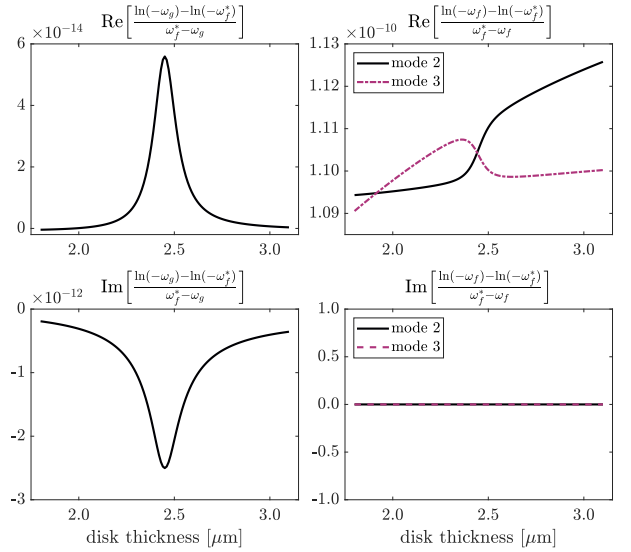 Re[ (ln(−ω_g)−ln(−ω_f^*)) / (ω_f^*−ω_g) ]
×10^−14
6
4
2
0
2.0 2.5 3.0
Re[ (ln(−ω_f)−ln(−ω_f^*)) / (ω_f^*−ω_f) ]
×10^-10
1.13
1.12
1.10
1.10
1.09
mode 2
mode 3
2.0 2.5 3.0
Im[ (ln(−ω_g)−ln(−ω_f^*)) / (ω_f^*−ω_g) ]
×10^−12
0
-1
-2
-3
2.0 2.5 3.0
disk thickness [μm]
Im[ (ln(−ω_f)−ln(−ω_f^*)) / (ω_f^*−ω_f) ]
1.0
0.5
0.0
-0.5
-1.0
mode 2
mode 3
2.0 2.5 3.0
disk thickness [μm]